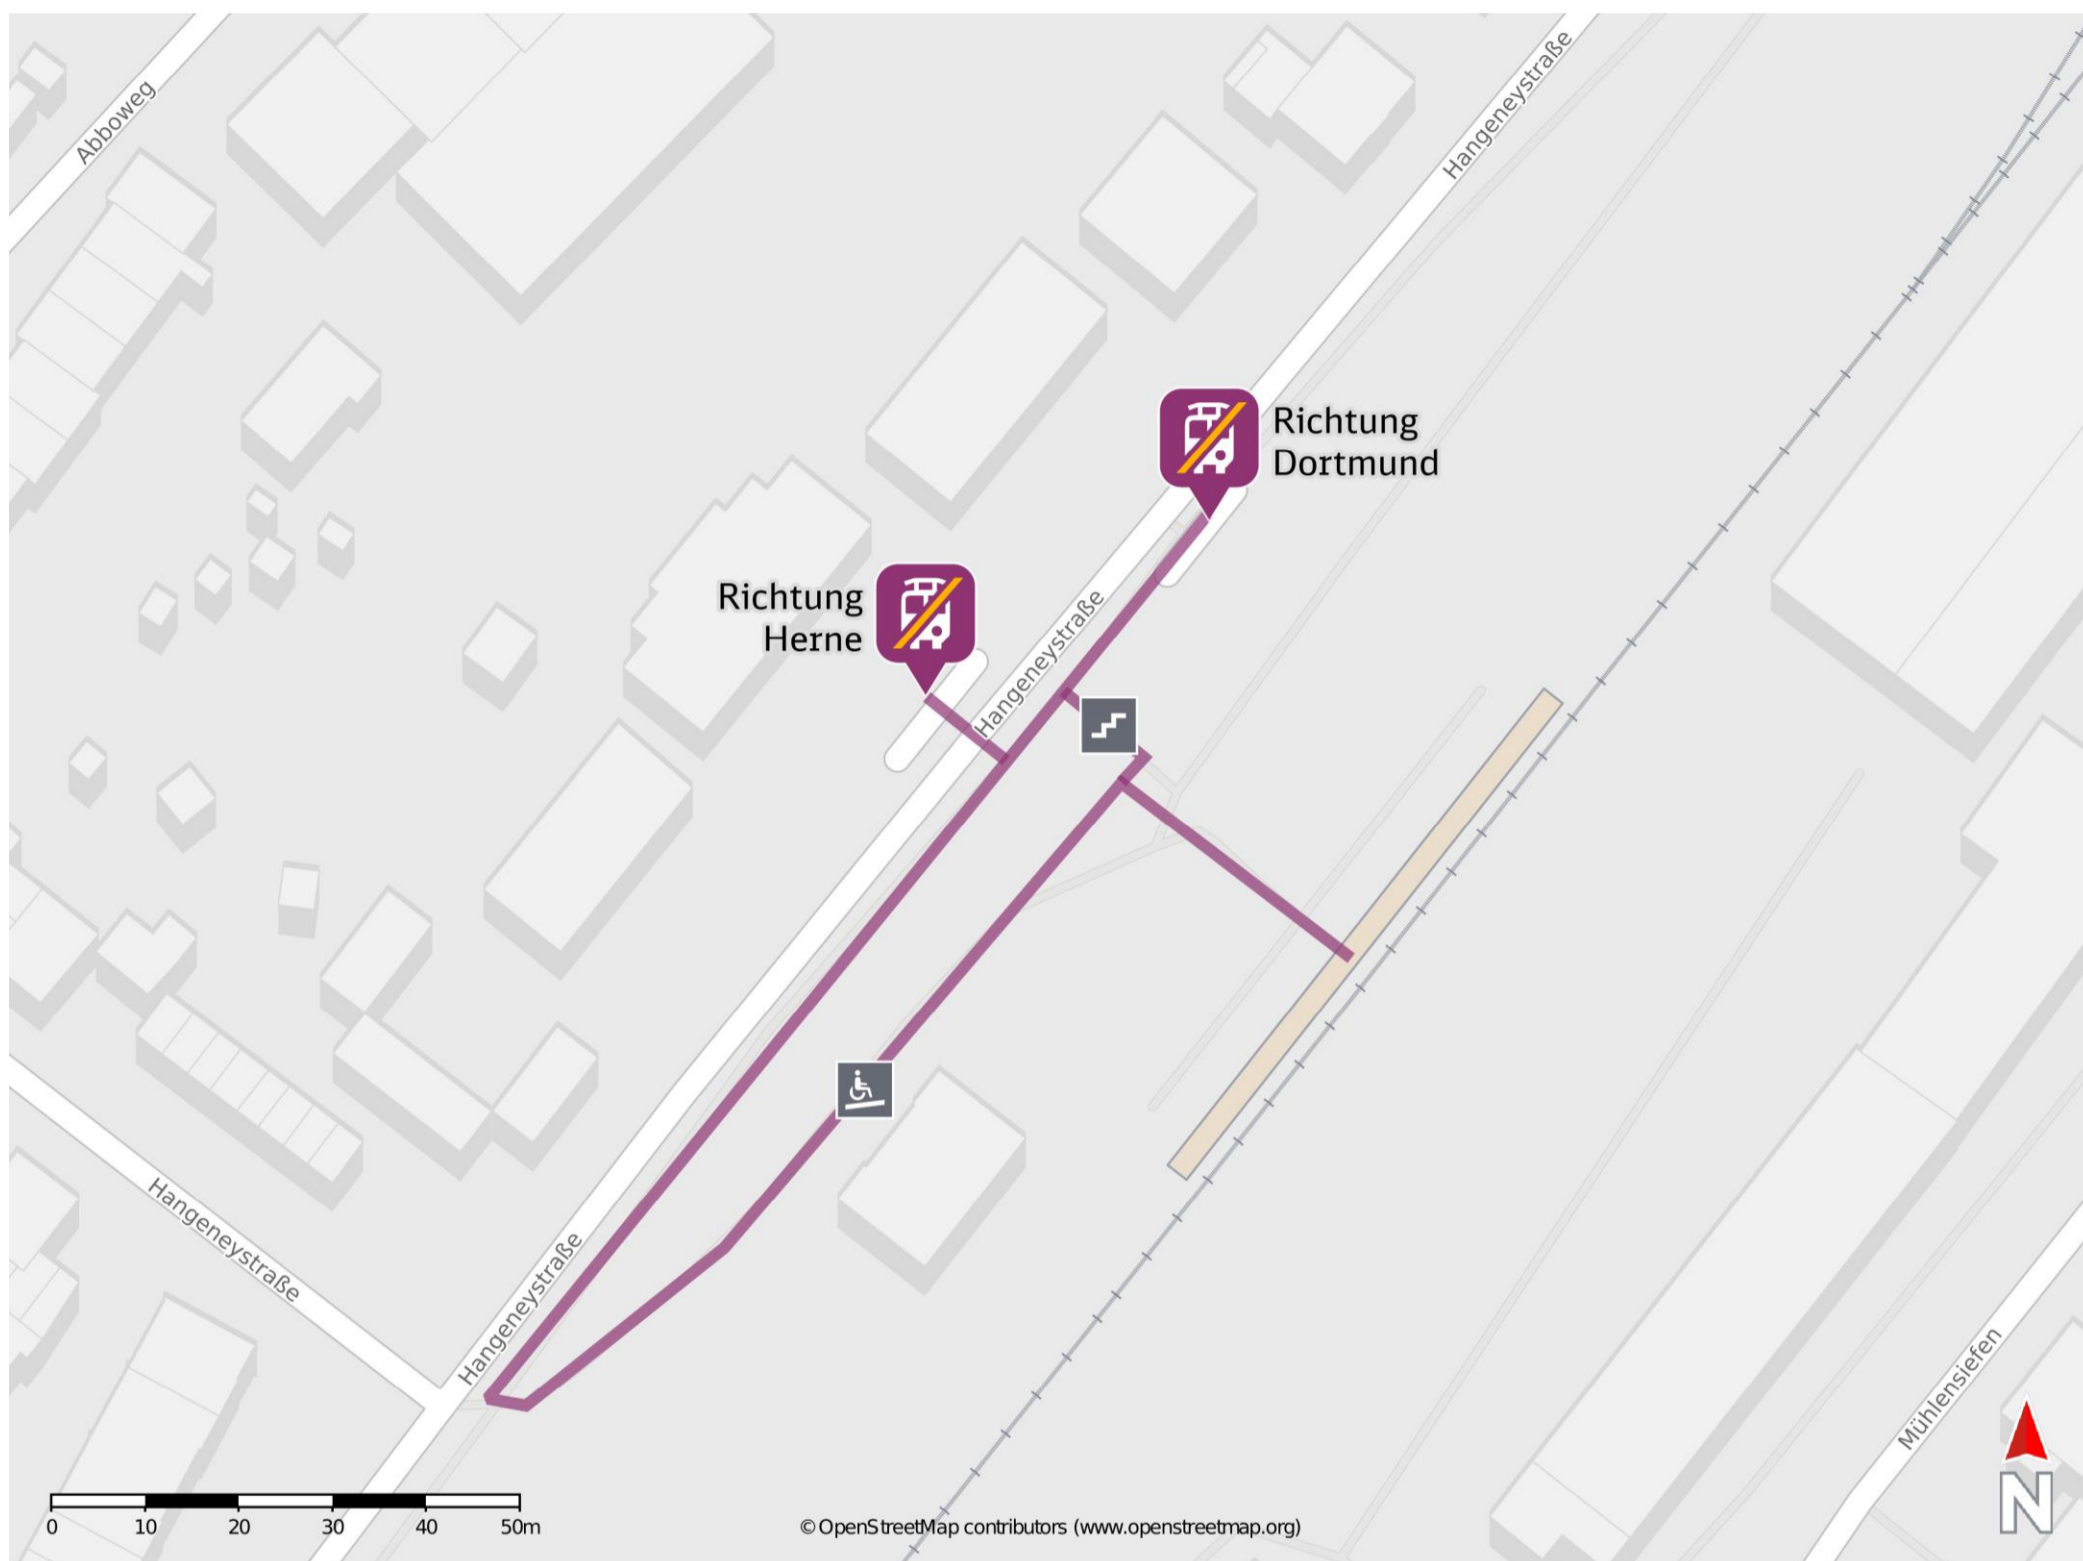 Abboweg
Hangeneystraße
Richtung
Dortmund
Richtung
Herne
Hangeneystraße
Hangeneystraße
Hangeneystraße
Mühlensiefen
N
0 10 20 30 40 50m
© OpenStreetMap contributors (www.openstreetmap.org)